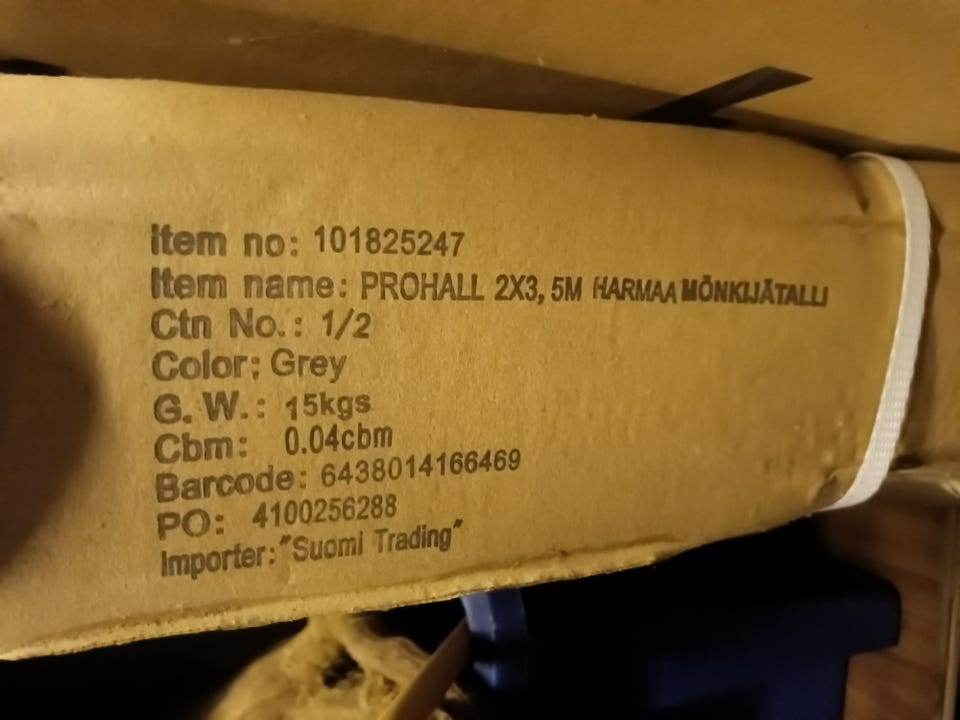 Item no: 101825247
Item name: PROHALL 2X3, 5M HARMAA MÖNKIJÄTALLI
Ctn No.: 1/2
Color: Grey
G. W.: 15kgs
Cbm: 0.04cbm
Barcode: 6438014166469
PO: 4100256288
Importer:"Suomi Trading"